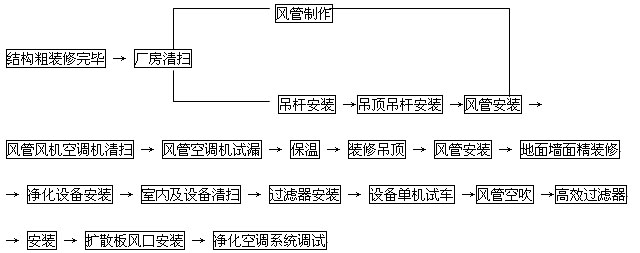 风管制作
结构粗装修完毕 → 厂房清扫
吊杆安装 → 吊顶吊杆安装 → 风管安装 →
风管风机空调机清扫 → 风管空调机试漏 → 保温 → 装修吊顶 → 风管安装 → 地面墙面精装修
→ 净化设备安装 → 室内及设备清扫 → 过滤器安装 → 设备单机试车 → 风管空吹 → 高效过滤器
→ 安装 → 扩散板风口安装 → 净化空调系统调试